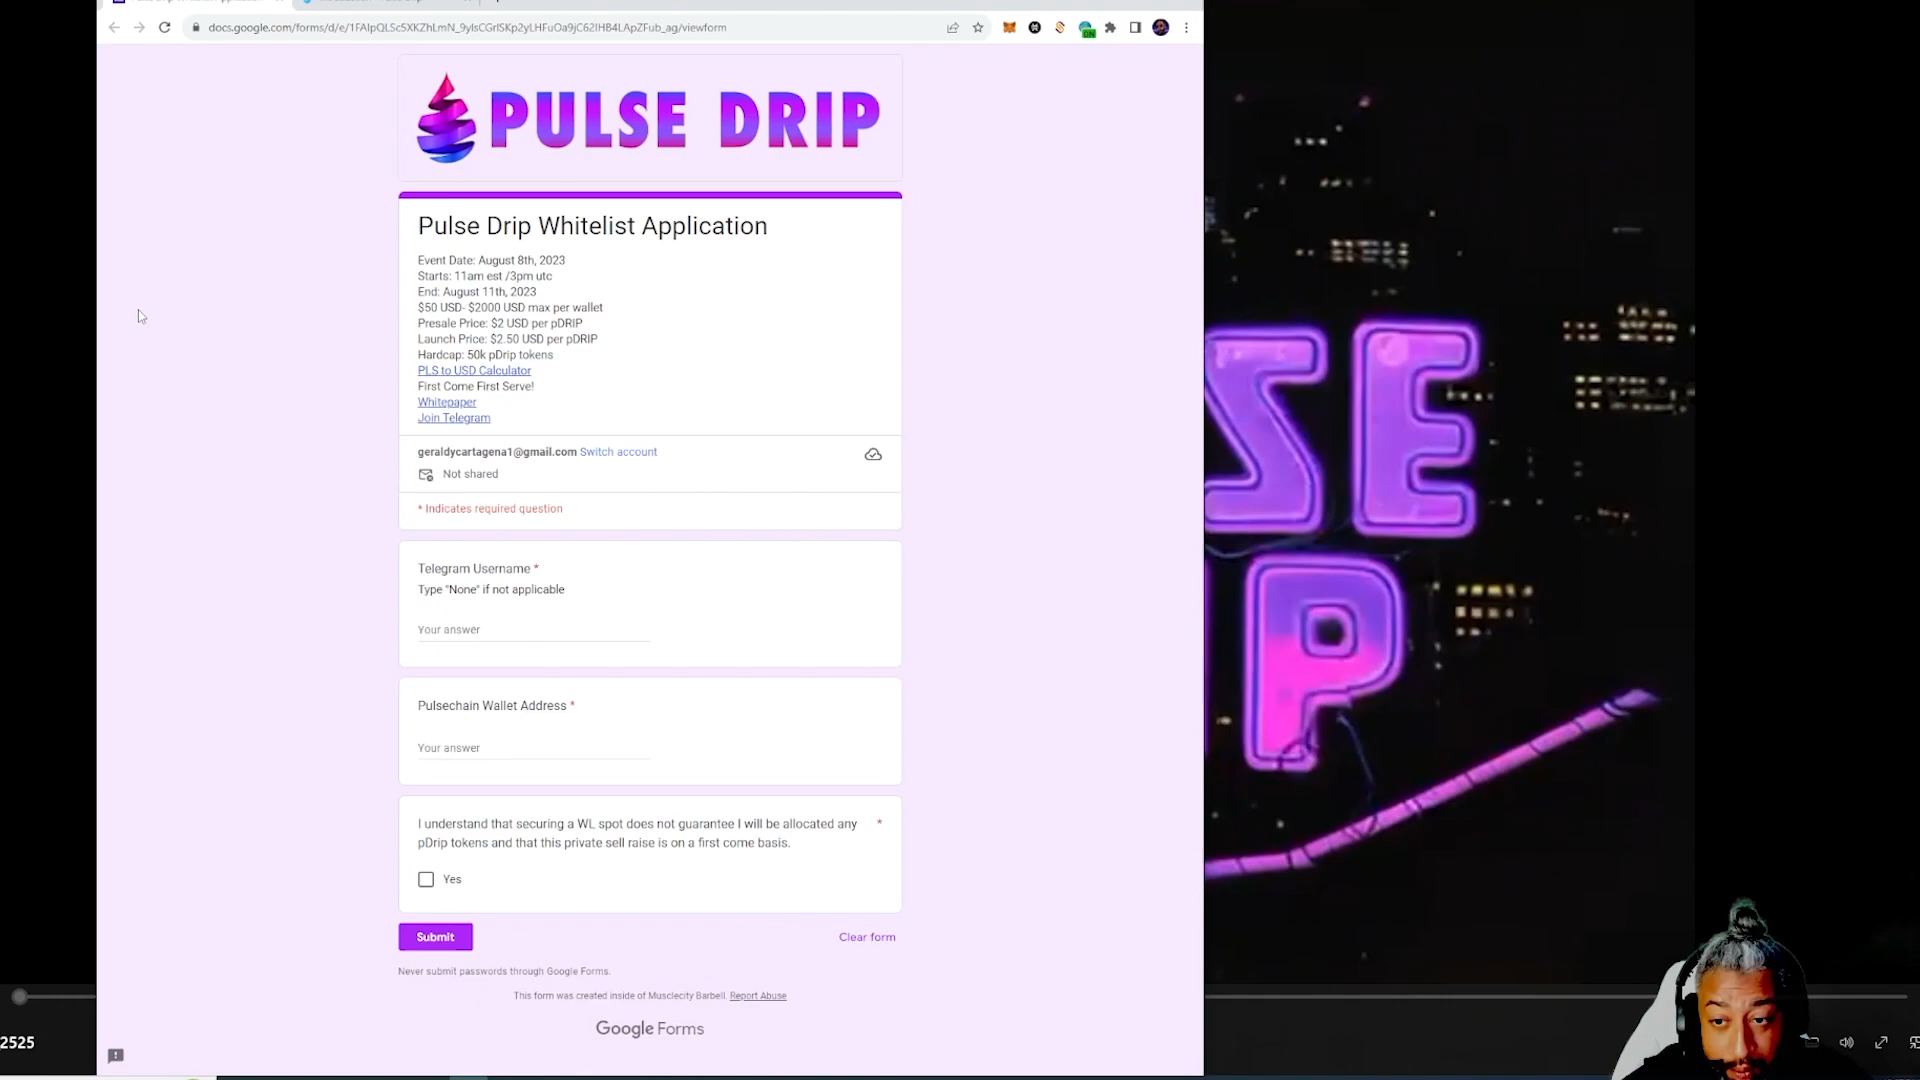 docs.google.com/forms/d/e/1FAIpQLSc5XKZhLmN_9yIsCGrISKp2yLHFuOa9jC62IHB4LApZFub_ag/viewform
ON
PULSE DRIP
Pulse Drip Whitelist Application
Event Date: August 8th, 2023
Starts: 11am est /3pm utc
End: August 11th, 2023
$50 USD- $2000 USD max per wallet
Presale Price: $2 USD per pDRIP
Launch Price: $2.50 USD per pDRIP
Hardcap: 50k pDrip tokens
PLS to USD Calculator
First Come First Serve!
Whitepaper
Join Telegram
geraldycartagena1@gmail.com Switch account
Not shared
* Indicates required question
Telegram Username *
Type "None" if not applicable
Your answer
Pulsechain Wallet Address *
Your answer
I understand that securing a WL spot does not guarantee I will be allocated any *
pDrip tokens and that this private sell raise is on a first come basis.
Yes
Submit
Clear form
Never submit passwords through Google Forms.
This form was created inside of Musclecity Barbell. Report Abuse
Google Forms
SE
P
2525